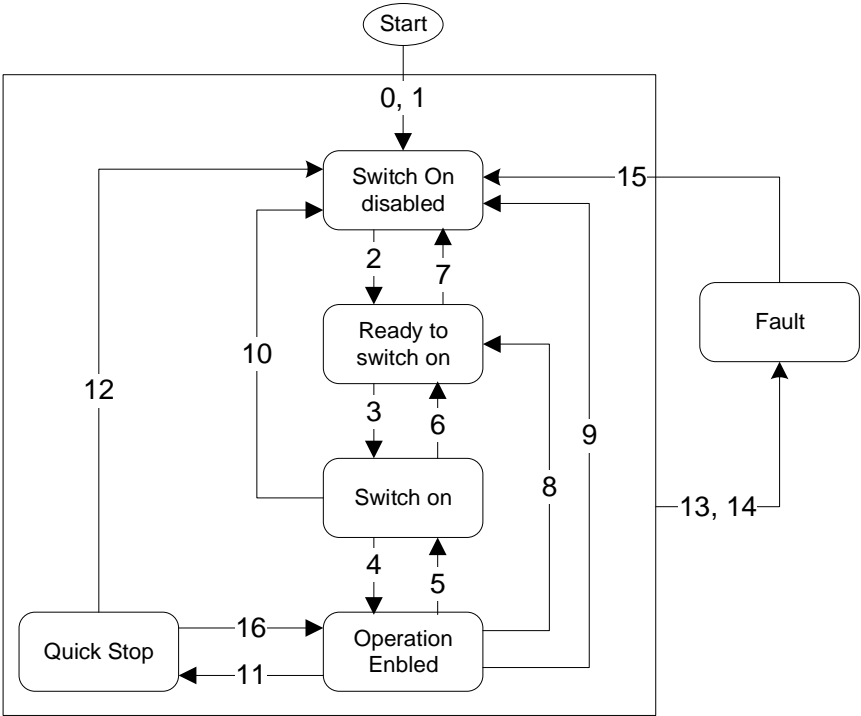 Start
0, 1
Switch On
disabled
15
2
7
Ready to
switch on
Fault
10
12
3
6
9
8
Switch on
13, 14
4
5
16
Quick Stop
Operation
Enbled
11